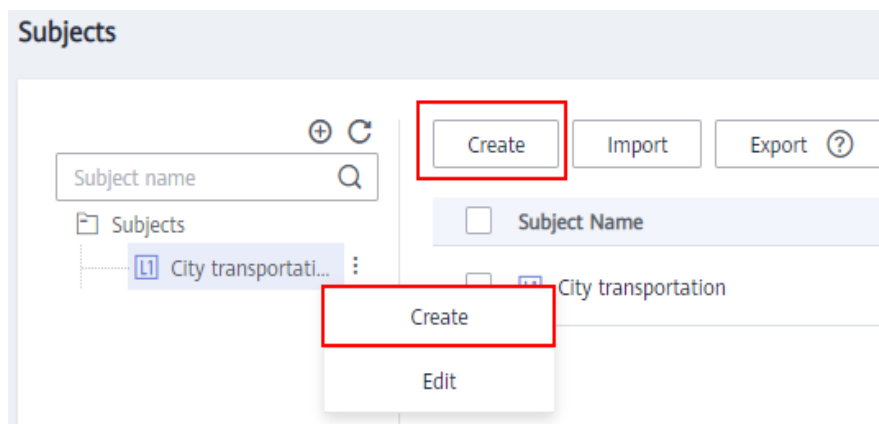 Subjects
Create
Import
Export ?
Subject name
Subjects
L1 City transportati...
Subject Name
City transportation
Create
Edit